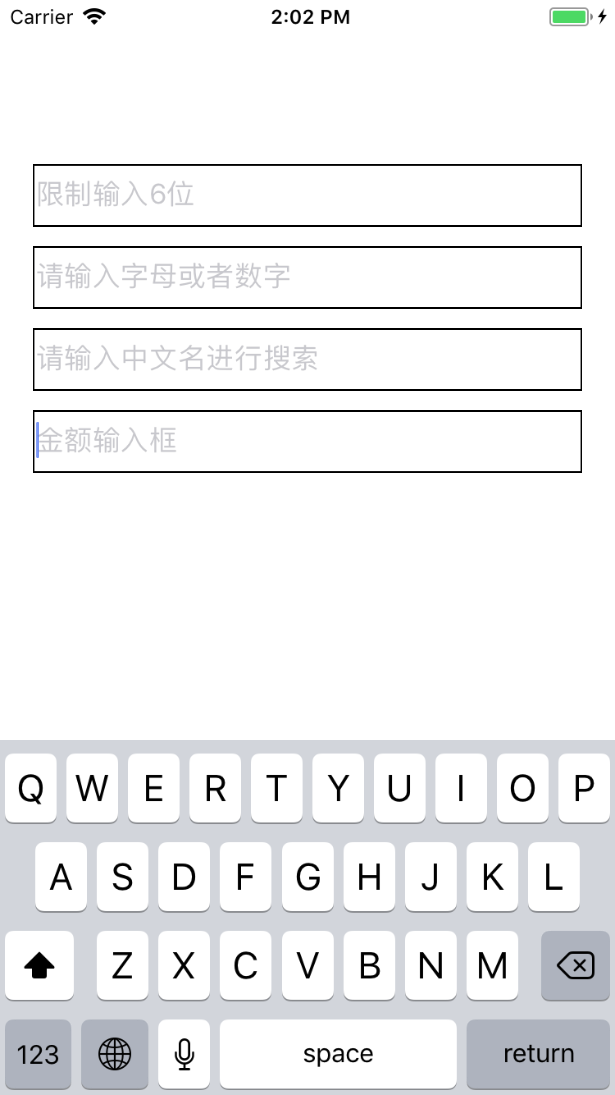 Carrier 2:02 PM
限制输入6位
请输入字母或者数字
请输入中文名进行搜索
金额输入框
Q W E R T Y U I O P
A S D F G H J K L
Z X C V B N M
123 space return